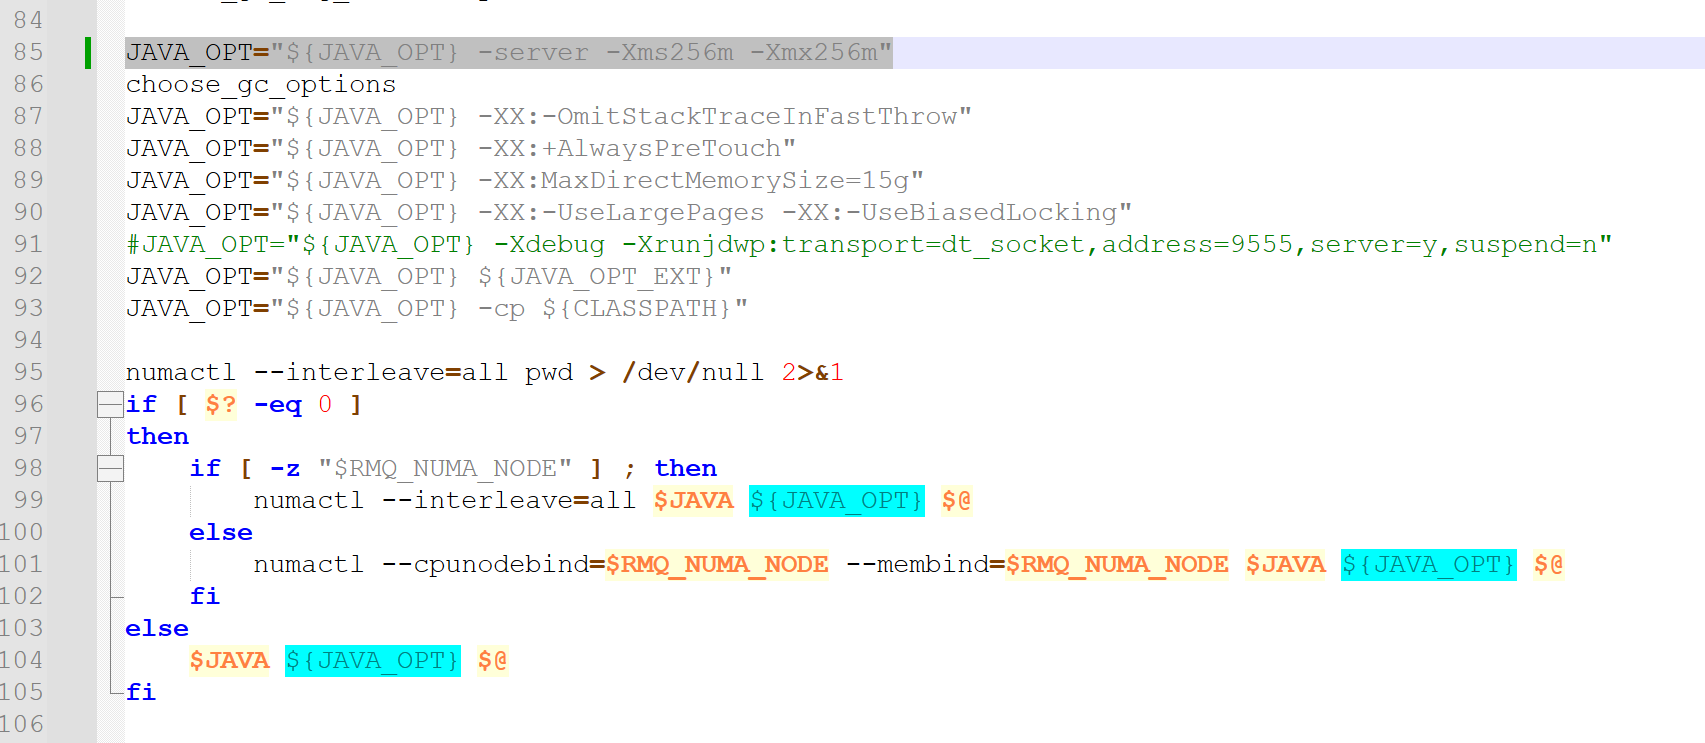 84
85 JAVA_OPT="${JAVA_OPT} -server -Xms256m -Xmx256m"
86 choose_gc_options
87 JAVA_OPT="${JAVA_OPT} -XX:-OmitStackTraceInFastThrow"
88 JAVA_OPT="${JAVA_OPT} -XX:+AlwaysPreTouch"
89 JAVA_OPT="${JAVA_OPT} -XX:MaxDirectMemorySize=15g"
90 JAVA_OPT="${JAVA_OPT} -XX:-UseLargePages -XX:-UseBiasedLocking"
91 #JAVA_OPT="${JAVA_OPT} -Xdebug -Xrunjdwp:transport=dt_socket,address=9555,server=y,suspend=n"
92 JAVA_OPT="${JAVA_OPT} ${JAVA_OPT_EXT}"
93 JAVA_OPT="${JAVA_OPT} -cp ${CLASSPATH}"
94
95 numactl --interleave=all pwd > /dev/null 2>&1
96 if [ $? -eq 0 ]
97 then
98     if [ -z "$RMQ_NUMA_NODE" ] ; then
99         numactl --interleave=all $JAVA ${JAVA_OPT} $@
100     else
101         numactl --cpunodebind=$RMQ_NUMA_NODE --membind=$RMQ_NUMA_NODE $JAVA ${JAVA_OPT} $@
102     fi
103 else
104     $JAVA ${JAVA_OPT} $@
105 fi
106